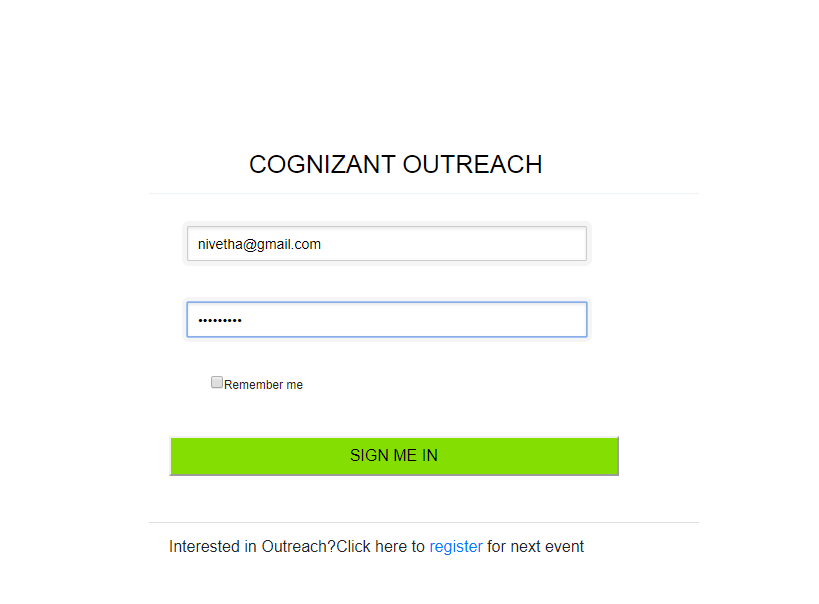 COGNIZANT OUTREACH
nivetha@gmail.com
•••••••••
Remember me
SIGN ME IN
Interested in Outreach?Click here to register for next event